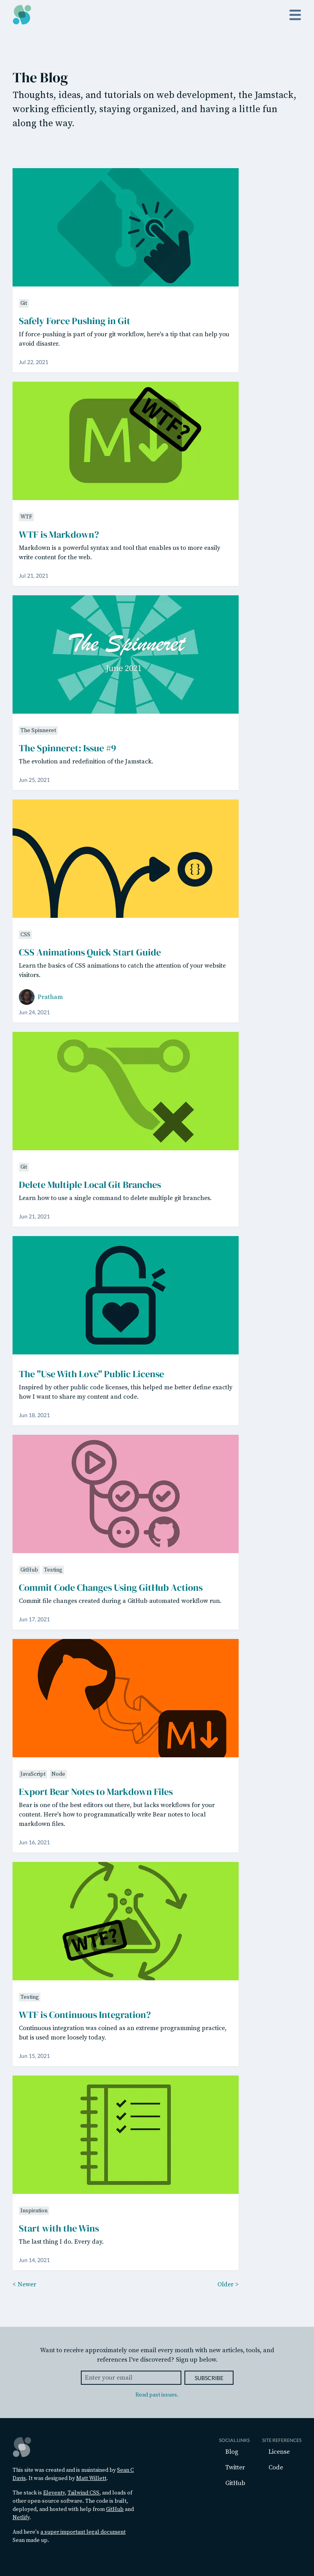 The Blog
Thoughts, ideas, and tutorials on web development, the Jamstack,
working efficiently, staying organized, and having a little fun
along the way.
Git
Safely Force Pushing in Git
If force-pushing is part of your git workflow, here's a tip that can help you
avoid disaster.
Jul 22, 2021
WTF?
M
WTF
WTF is Markdown?
Markdown is a powerful syntax and tool that enables us to more easily
write content for the web.
Jul 21, 2021
The Spinneret
June 2021
The Spinneret
The Spinneret: Issue #9
The evolution and redefinition of the Jamstack.
Jun 25, 2021
{ }
CSS
CSS Animations Quick Start Guide
Learn the basics of CSS animations to catch the attention of your website
visitors.
Pratham
Jun 24, 2021
Git
Delete Multiple Local Git Branches
Learn how to use a single command to delete multiple git branches.
Jun 21, 2021
The "Use With Love" Public License
Inspired by other public code licenses, this helped me better define exactly
how I want to share my content and code.
Jun 18, 2021
GitHub Testing
Commit Code Changes Using GitHub Actions
Commit file changes created during a GitHub automated workflow run.
Jun 17, 2021
M
JavaScript Node
Export Bear Notes to Markdown Files
Bear is one of the best editors out there, but lacks workflows for your
content. Here's how to programmatically write Bear notes to local
markdown files.
Jun 16, 2021
WTF?
Testing
WTF is Continuous Integration?
Continuous integration was coined as an extreme programming practice,
but is used more loosely today.
Jun 15, 2021
Inspiration
Start with the Wins
The last thing I do. Every day.
Jun 14, 2021
< Newer Older >
Want to receive approximately one email every month with new articles, tools, and
references I've discovered? Sign up below.
Enter your email SUBSCRIBE
Read past issues.
This site was created and is maintained by Sean C
Davis. It was designed by Matt Willett.
The stack is Eleventy, Tailwind CSS, and loads of
other open-source software. The code is built,
deployed, and hosted with help from GitHub and
Netlify.
And here's a super important legal document
Sean made up.
SOCIAL LINKS
Blog
Twitter
GitHub
SITE REFERENCES
License
Code